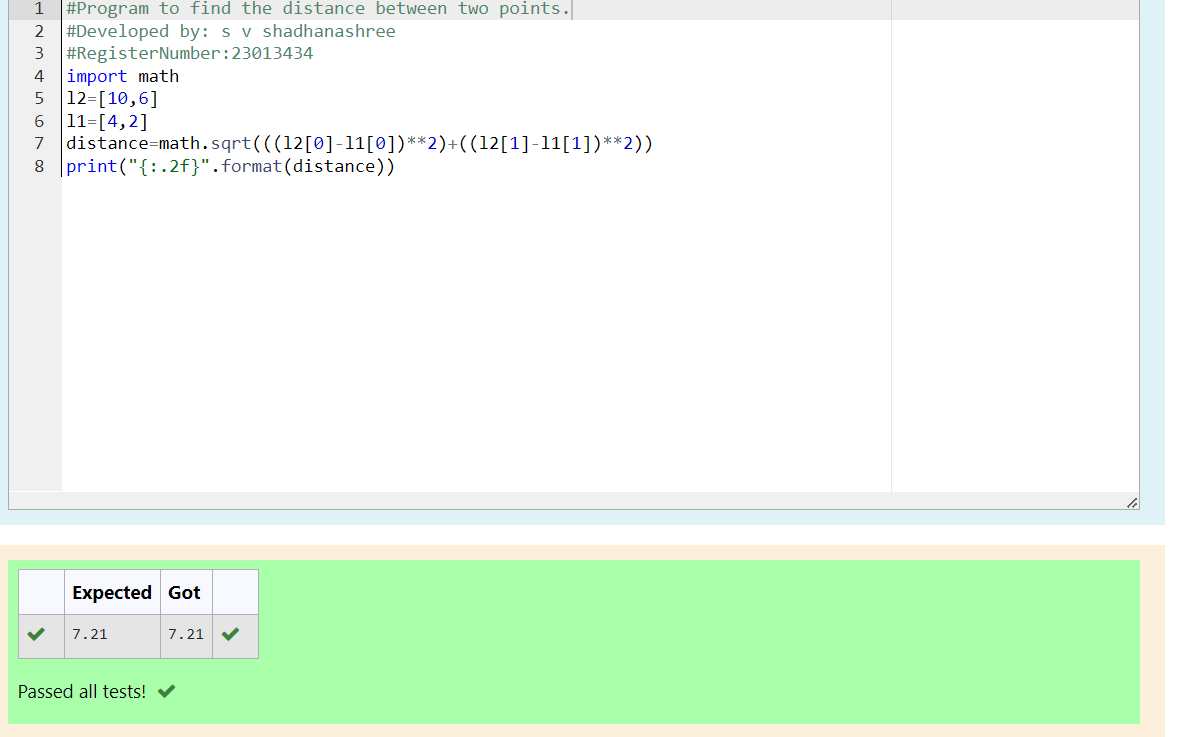 1 #Program to find the distance between two points.
2 #Developed by: s v shadhanashree
3 #RegisterNumber:23013434
4 import math
5 l2=[10,6]
6 l1=[4,2]
7 distance=math.sqrt(((l2[0]-l1[0])**2)+((l2[1]-l1[1])**2))
8 print("{:.2f}".format(distance))
Expected Got
7.21 7.21
Passed all tests!